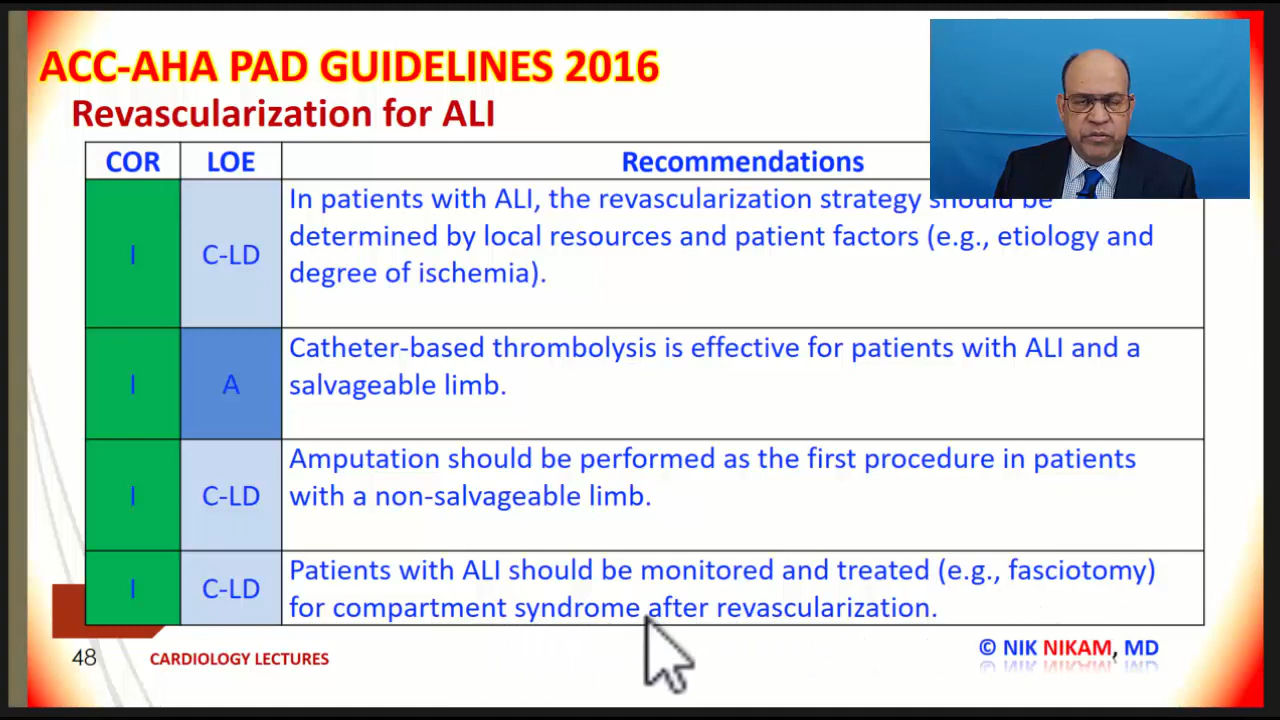 ACC-AHA PAD GUIDELINES 2016
Revascularization for ALI
COR LOE Recommendations
I C-LD In patients with ALI, the revascularization strategy should be
determined by local resources and patient factors (e.g., etiology and
degree of ischemia).
I A Catheter-based thrombolysis is effective for patients with ALI and a
salvageable limb.
I C-LD Amputation should be performed as the first procedure in patients
with a non-salvageable limb.
I C-LD Patients with ALI should be monitored and treated (e.g., fasciotomy)
for compartment syndrome after revascularization.
48 CARDIOLOGY LECTURES © NIK NIKAM, MD